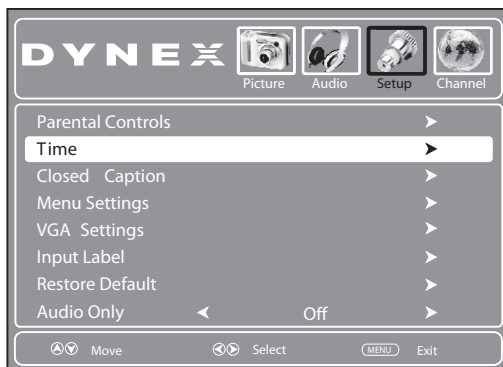 DYNEX
Picture Audio Setup Channel
Parental Controls
Time
Closed Caption
Menu Settings
VGA Settings
Input Label
Restore Default
Audio Only Off
Move Select MENU Exit